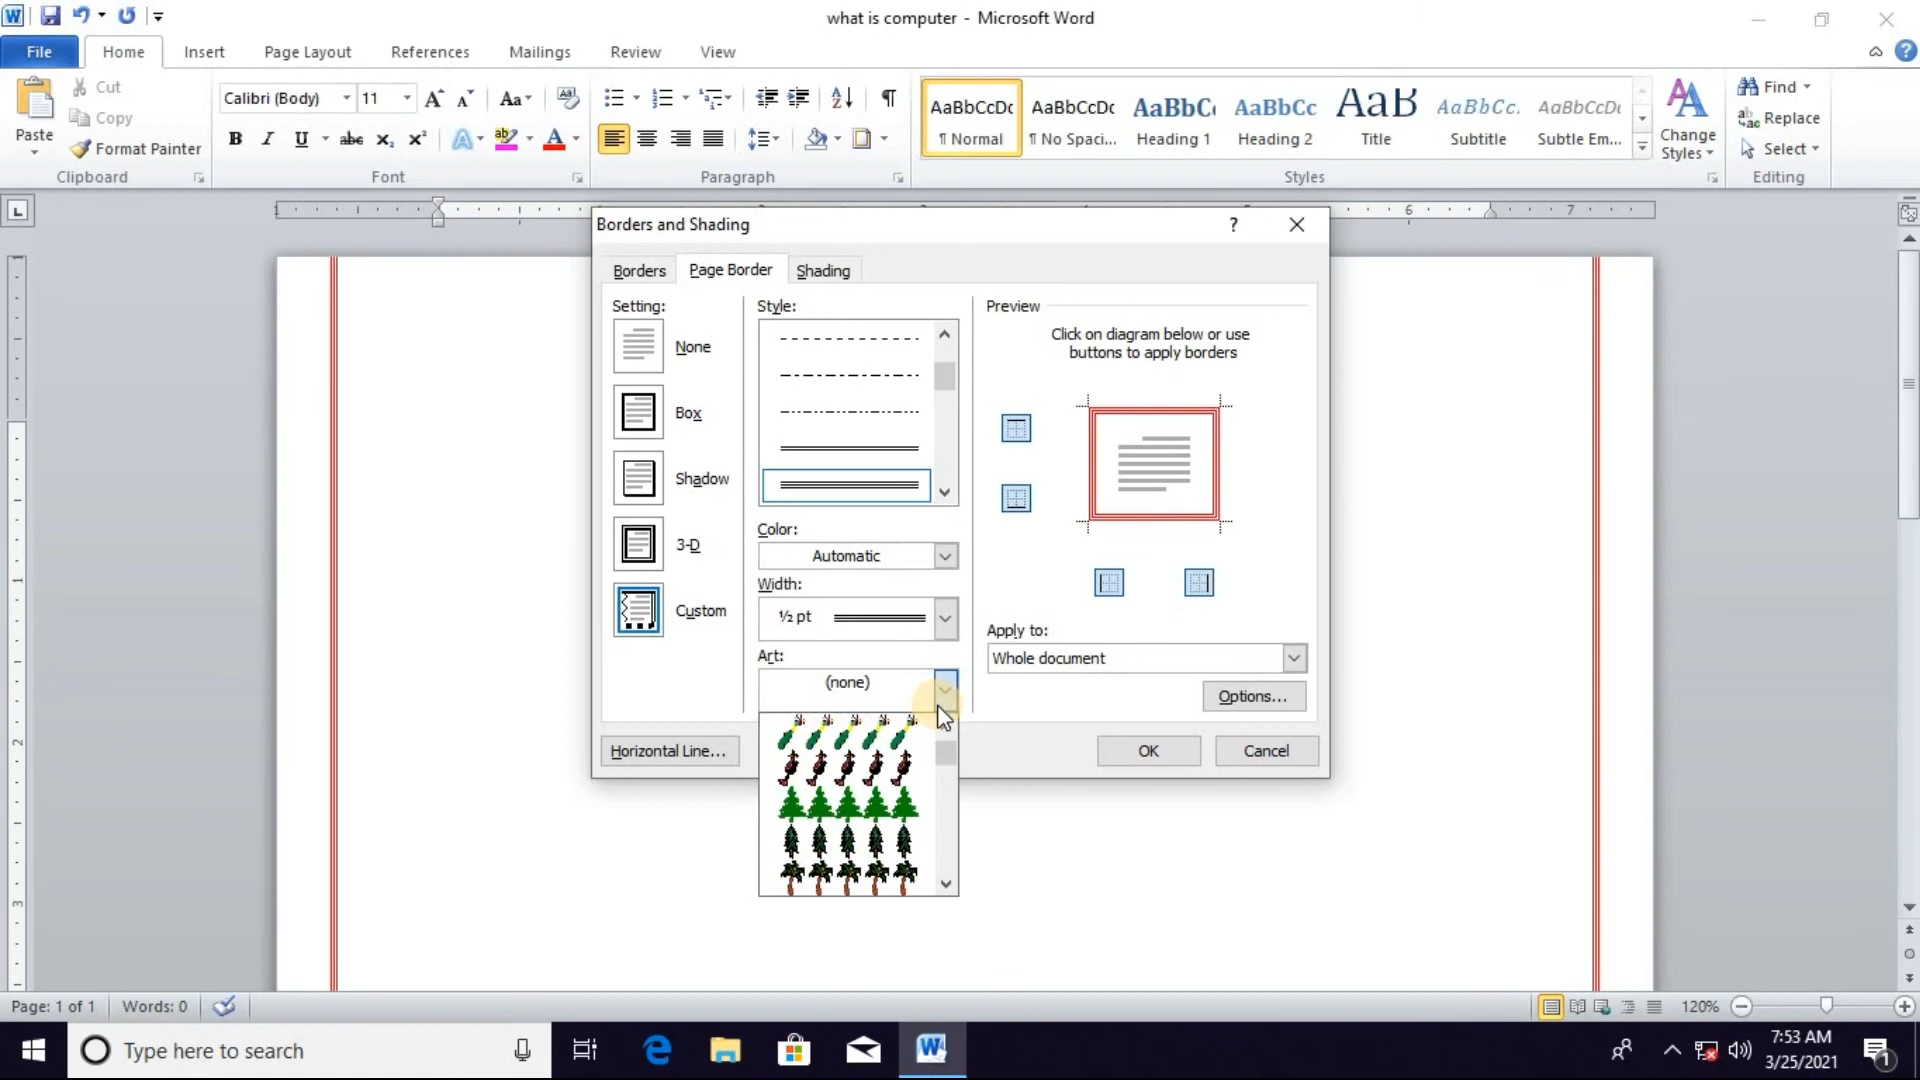 what is computer - Microsoft Word
File Home Insert Page Layout References Mailings Review View
Paste
Cut
Copy
Format Painter
Calibri (Body) 11
AaBbCcDc AaBbCcDc AaBbC AaBbCc AaB AaBbCc. AaBbCcDc
¶ Normal ¶ No Spaci... Heading 1 Heading 2 Title Subtitle Subtle Em...
Change
Styles
Find
Replace
Select
Clipboard Font Paragraph Styles Editing
1 6 7
Borders and Shading
Borders Page Border Shading
Setting:
None
Box
Shadow
3-D
Custom
Style:
Color:
Automatic
Width:
½ pt
Art:
(none)
Preview
Click on diagram below or use
buttons to apply borders
Apply to:
Whole document
Options...
Horizontal Line... OK Cancel
1
2
3
Page: 1 of 1 Words: 0 120%
Type here to search
7:53 AM
3/25/2021
1